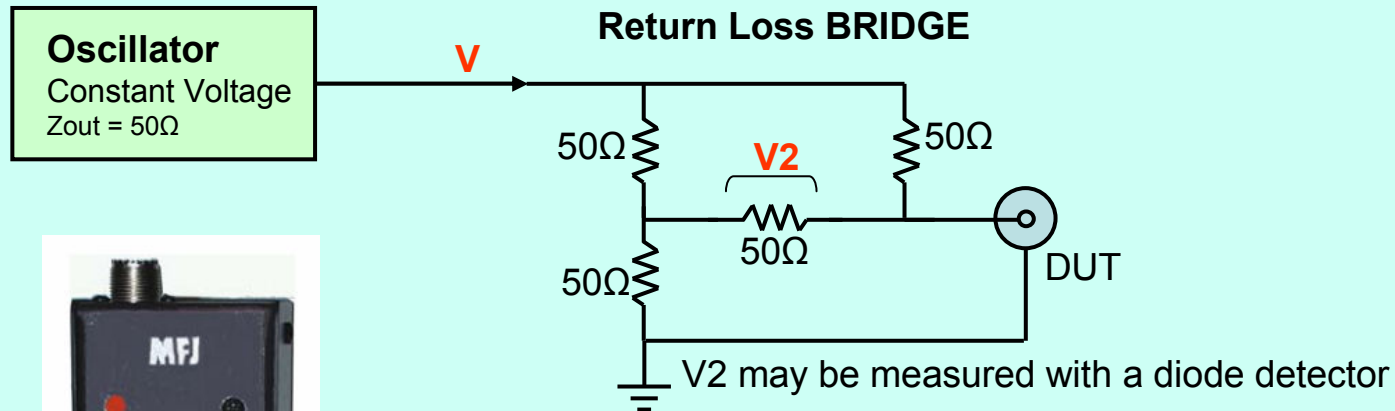 Return Loss BRIDGE
Oscillator
Constant Voltage
Zout = 50Ω
V
50Ω
50Ω
V2
50Ω
50Ω
DUT
V2 may be measured with a diode detector
MFJ